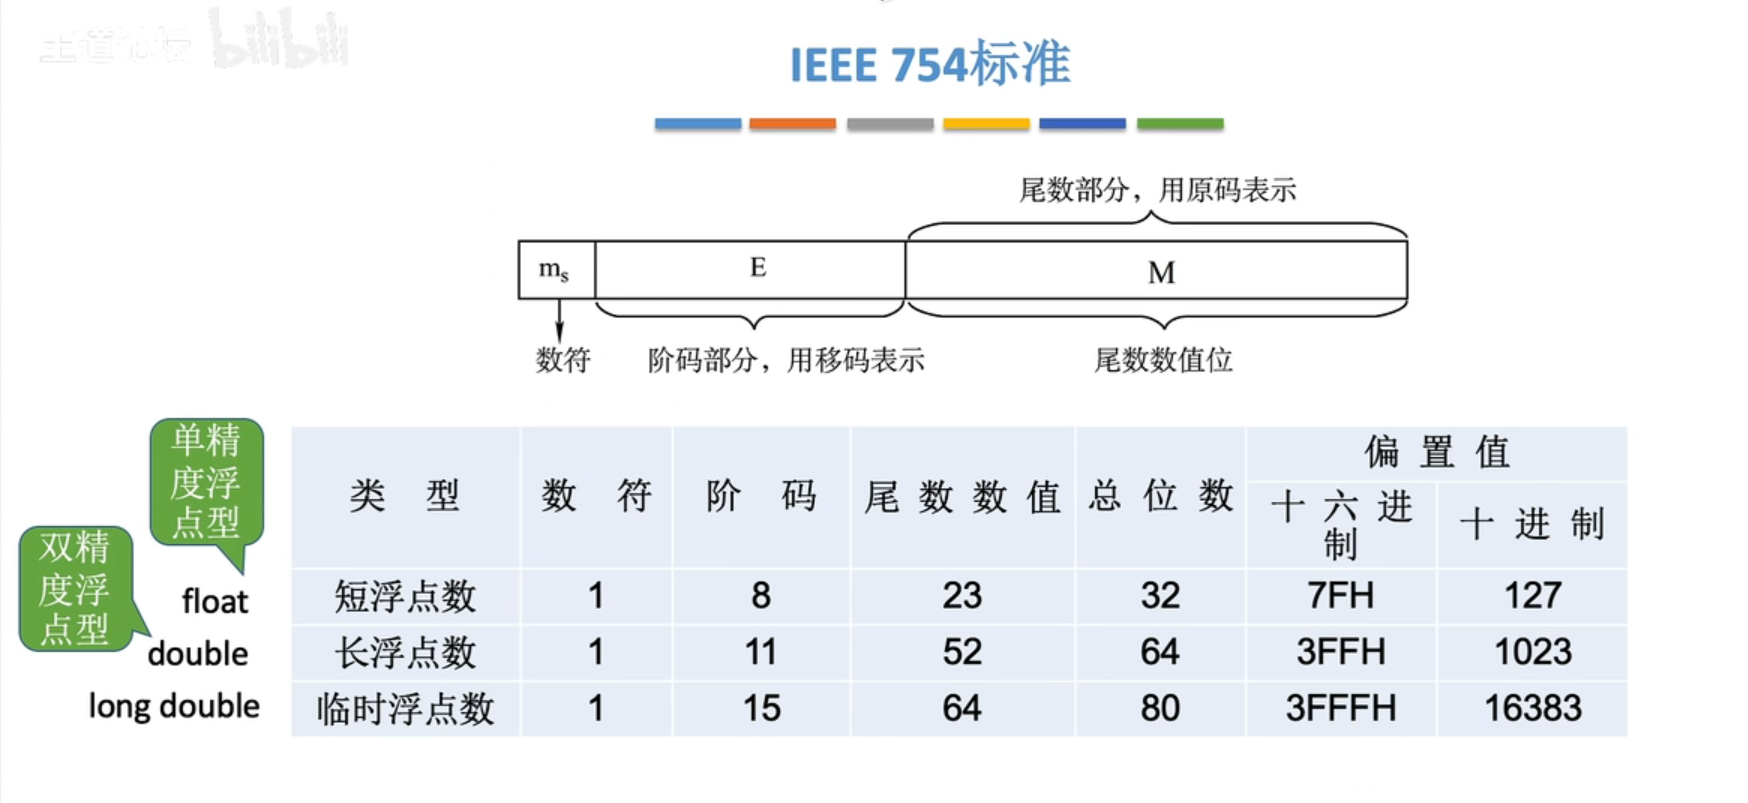 王道论坛 bilibili
IEEE 754标准
尾数部分，用原码表示
mₛ E M
数符 阶码部分，用移码表示 尾数数值位
单精
度浮
点型
双精
度浮
点型
类 型 数 符 阶 码 尾 数 数 值 总 位 数 偏 置 值
十 六 进
制
十 进 制
float 短浮点数 1 8 23 32 7FH 127
double 长浮点数 1 11 52 64 3FFH 1023
long double 临时浮点数 1 15 64 80 3FFFH 16383